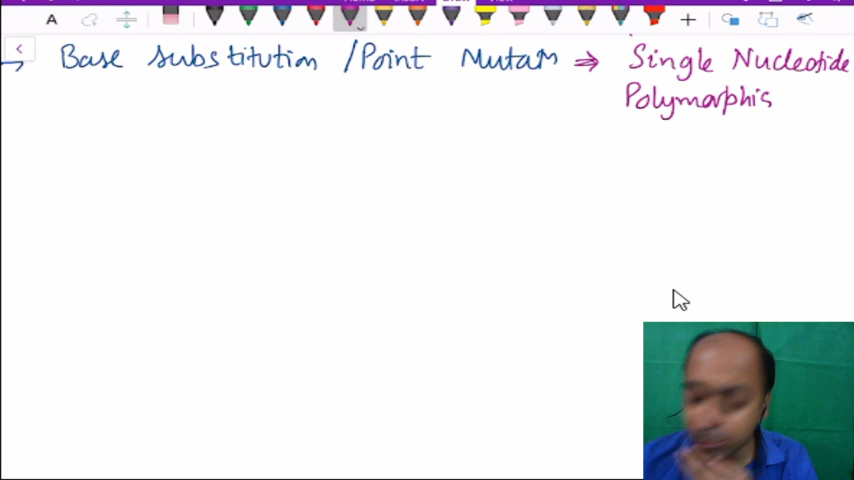 Base substitution / Point Mutatn ⇒ Single Nucleotide
Polymorphis
A